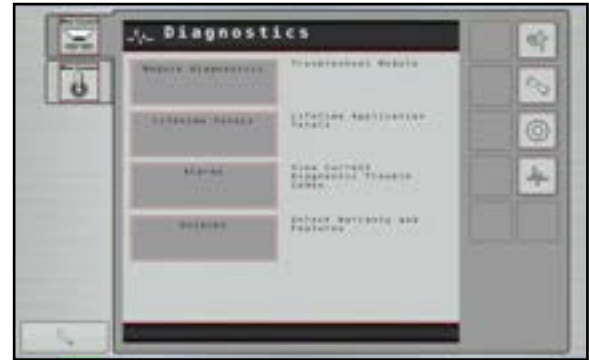 Diagnostics
Module Diagnostics
Troubleshoot Module
Lifetime Totals
Lifetime Application
Totals
Alarms
View Current
Diagnostic Trouble
Codes
Unlocks
Unlock Warranty and
Features